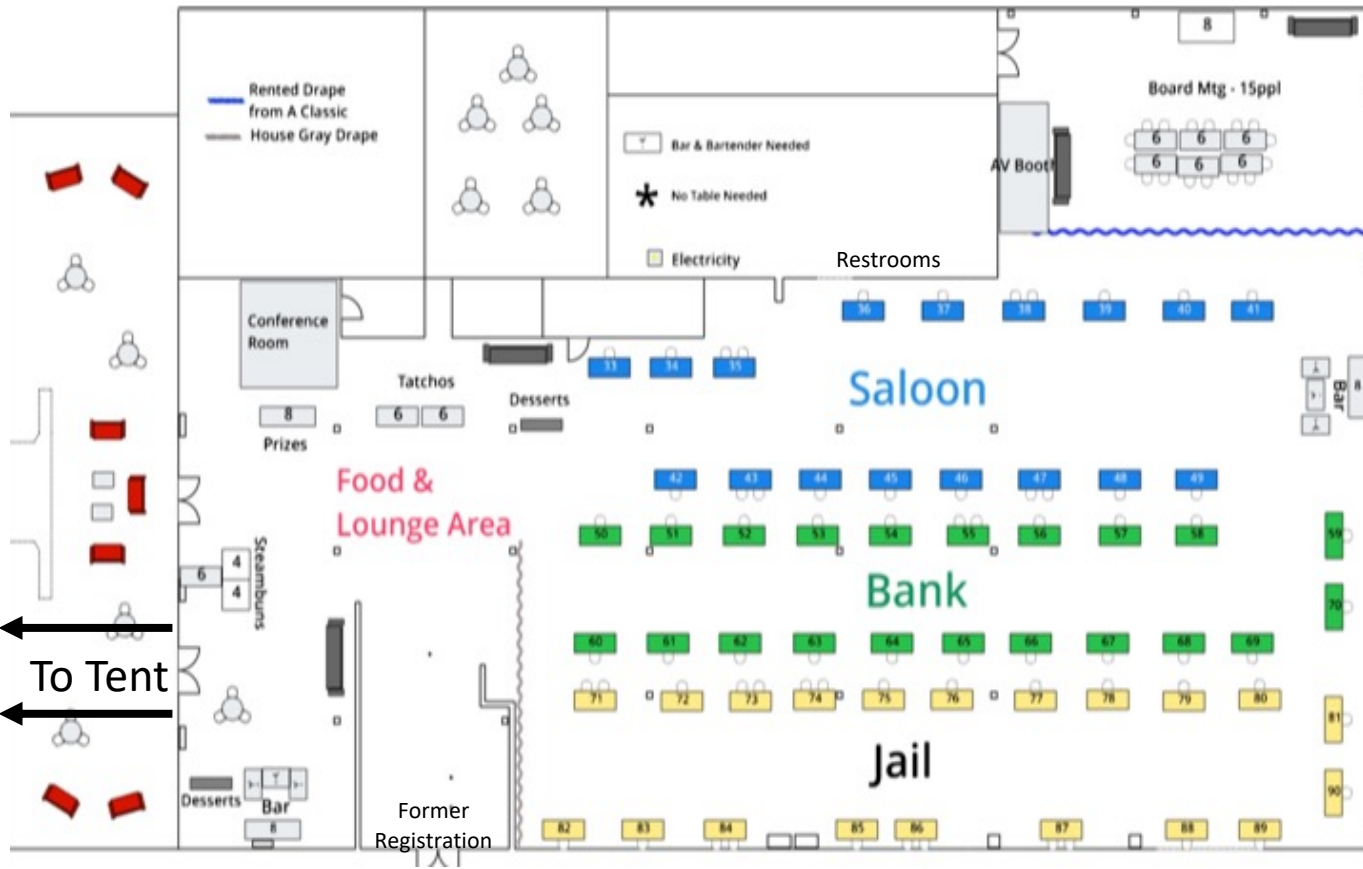 Rented Drape
from A Classic
House Gray Drape
Bar & Bartender Needed
No Table Needed
Electricity
Restrooms
8
Board Mtg - 15ppl
6 6 6
6 6 6
AV Booth
Conference
Room
8
Prizes
Tatchos
6 6
Desserts
33 34 35
36 37 38 39 40 41
Saloon
Bar
8
Food &
Lounge Area
42 43 44 45 46 47 48 49
50 51 52 53 54 55 56 57 58
59
Bank
70
60 61 62 63 64 65 66 67 68 69
6
4
4
Steambuns
To Tent
71 72 73 74 75 76 77 78 79 80
81
Jail
90
82 83 84 85 86 87 88 89
Desserts
Bar
8
Former
Registration